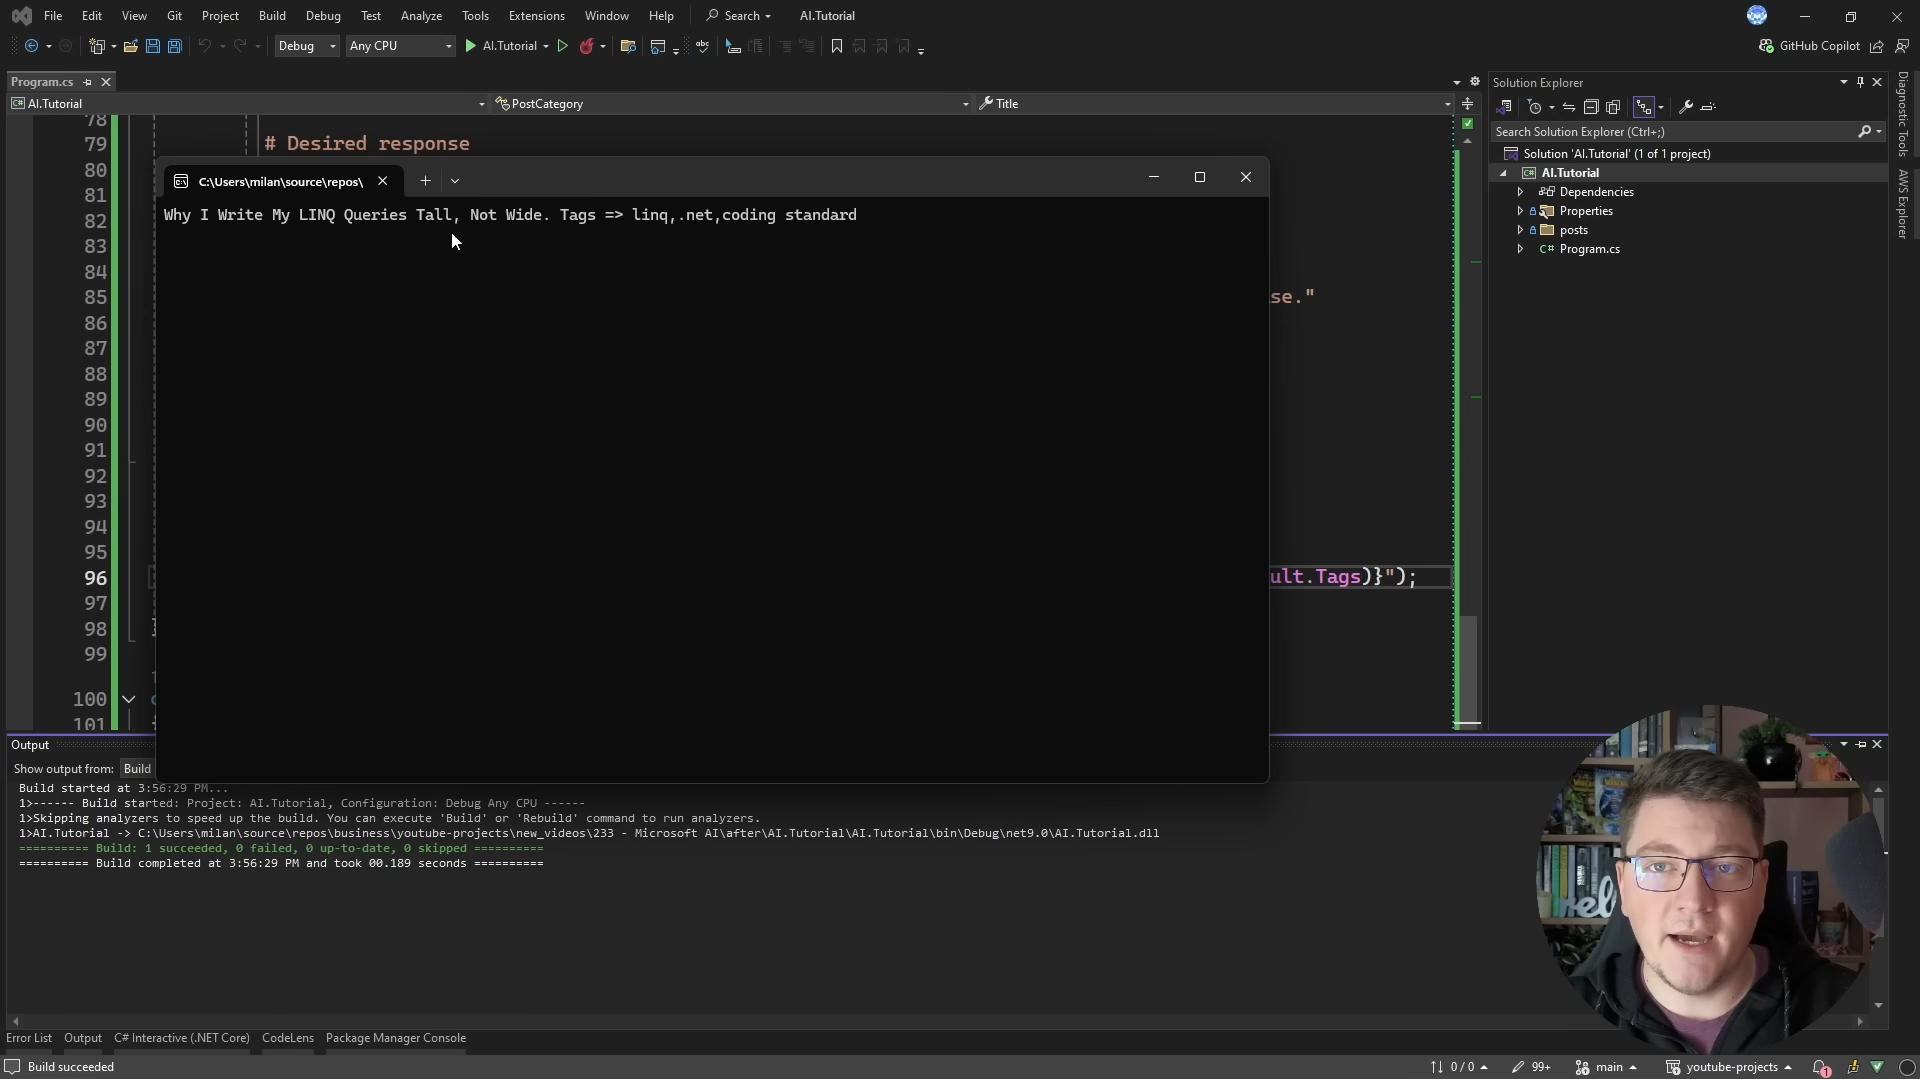 File Edit View Git Project Build Debug Test Analyze Tools Extensions Window Help Search AI.Tutorial
Debug Any CPU AI.Tutorial GitHub Copilot
Program.cs
AI.Tutorial PostCategory Title
78
79 # Desired response
80
81
82
83
84
85 se."
86
87
88
89
90
91
92
93
94
95
96 ult.Tags)}");
97
98
99
100
101
C:\Users\milan\source\repos\
Why I Write My LINQ Queries Tall, Not Wide. Tags => linq,.net,coding standard
Solution Explorer
Search Solution Explorer (Ctrl+;)
Solution 'AI.Tutorial' (1 of 1 project)
AI.Tutorial
Dependencies
Properties
posts
C# Program.cs
Diagnostic Tools
AWS Explorer
Output
Show output from: Build
Build started at 3:56:29 PM...
1>------ Build started: Project: AI.Tutorial, Configuration: Debug Any CPU ------
1>Skipping analyzers to speed up the build. You can execute 'Build' or 'Rebuild' command to run analyzers.
1>AI.Tutorial -> C:\Users\milan\source\repos\business\youtube-projects\new_videos\233 - Microsoft AI\after\AI.Tutorial\AI.Tutorial\bin\Debug\net9.0\AI.Tutorial.dll
========== Build: 1 succeeded, 0 failed, 0 up-to-date, 0 skipped ==========
========== Build completed at 3:56:29 PM and took 00.189 seconds ==========
Error List Output C# Interactive (.NET Core) CodeLens Package Manager Console
Build succeeded 0 / 0 99+ main youtube-projects 1